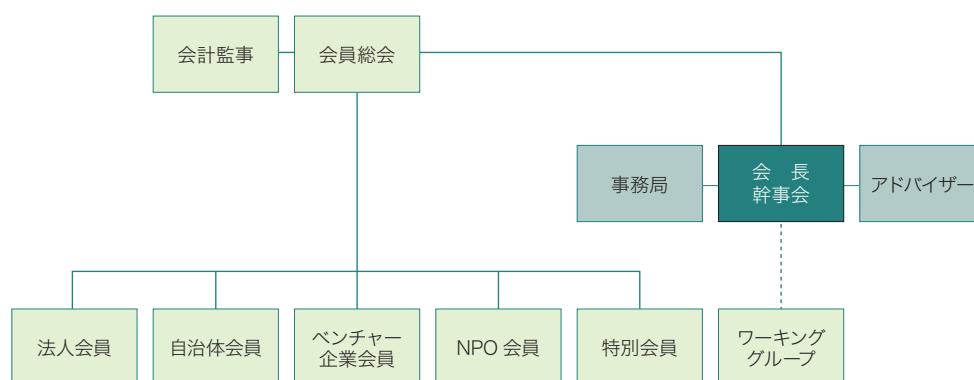 会計監事
会員総会
事務局
会　長
幹事会
アドバイザー
法人会員
自治体会員
ベンチャー
企業会員
NPO 会員
特別会員
ワーキング
グループ